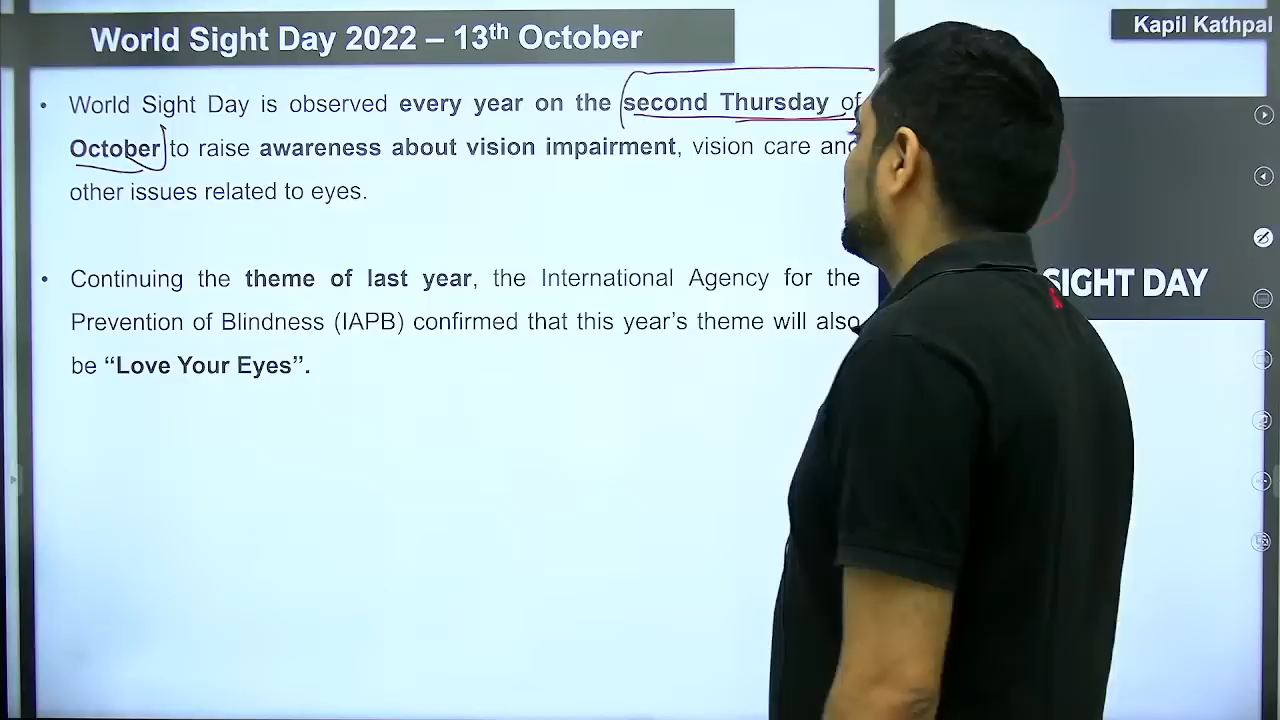 World Sight Day 2022 – 13th October
Kapil Kathpal
• World Sight Day is observed every year on the second Thursday of
October to raise awareness about vision impairment, vision care and
other issues related to eyes.
• Continuing the theme of last year, the International Agency for the
Prevention of Blindness (IAPB) confirmed that this year’s theme will also
be “Love Your Eyes”.
SIGHT DAY